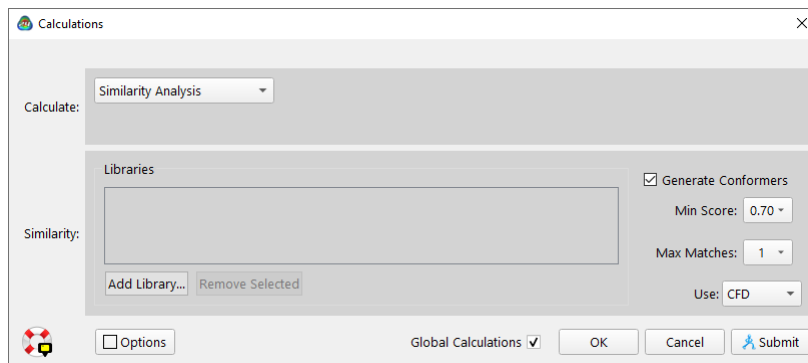 Calculations
Calculate:
Similarity Analysis
Similarity:
Libraries
Add Library...
Remove Selected
Generate Conformers
Min Score: 0.70
Max Matches: 1
Use: CFD
Options
Global Calculations
OK
Cancel
Submit